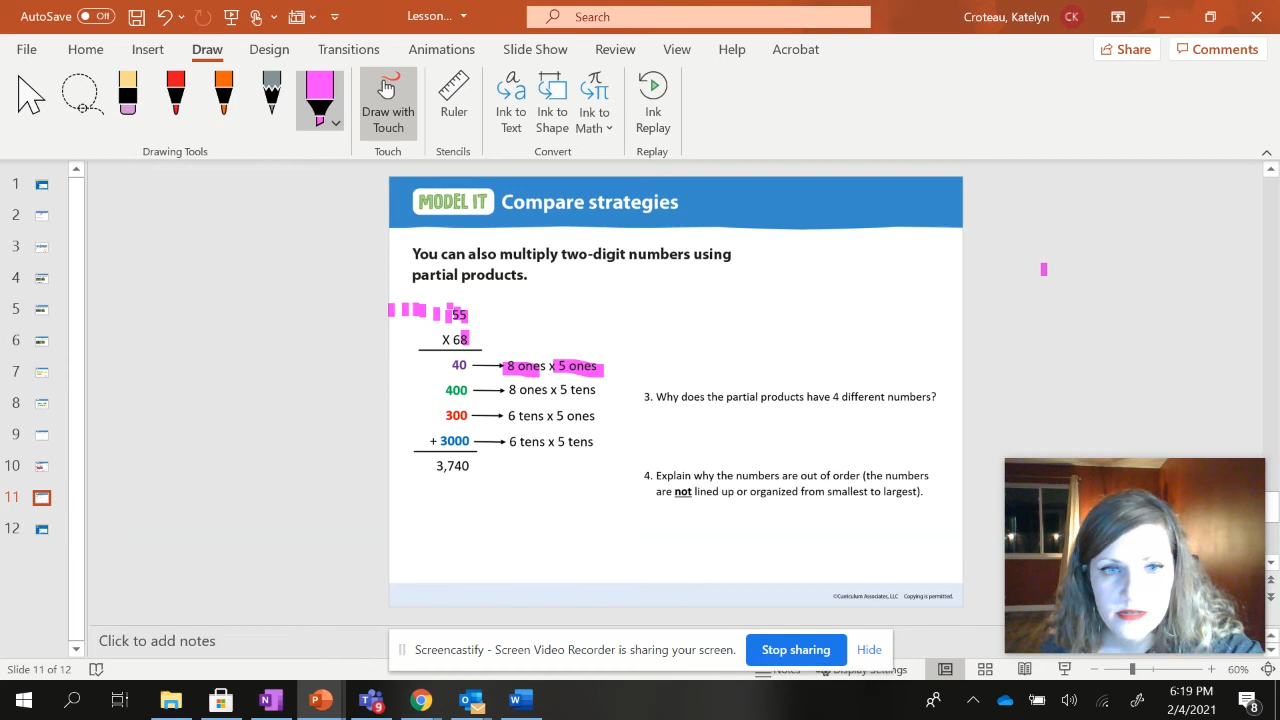 AutoSave Off Lesson... Search Croteau, Katelyn CK
File Home Insert Draw Design Transitions Animations Slide Show Review View Help Acrobat Share Comments
Draw with Touch Ruler Ink to Text Ink to Shape Ink to Math Ink Replay
Drawing Tools Touch Stencils Convert Replay
1
2
3
4
5
6
7
8
9
10
11
12
MODEL IT Compare strategies
You can also multiply two-digit numbers using
partial products.
55
X 68
40 8 ones x 5 ones
400 8 ones x 5 tens
300 6 tens x 5 ones
+ 3000 6 tens x 5 tens
3,740
3. Why does the partial products have 4 different numbers?
4. Explain why the numbers are out of order (the numbers
are not lined up or organized from smallest to largest).
©Curriculum Associates, LLC Copying is permitted.
Click to add notes
Screencastify - Screen Video Recorder is sharing your screen. Stop sharing Hide
Slide 11 of 12 Notes Display Settings 60%
6:19 PM
2/4/2021
9
8